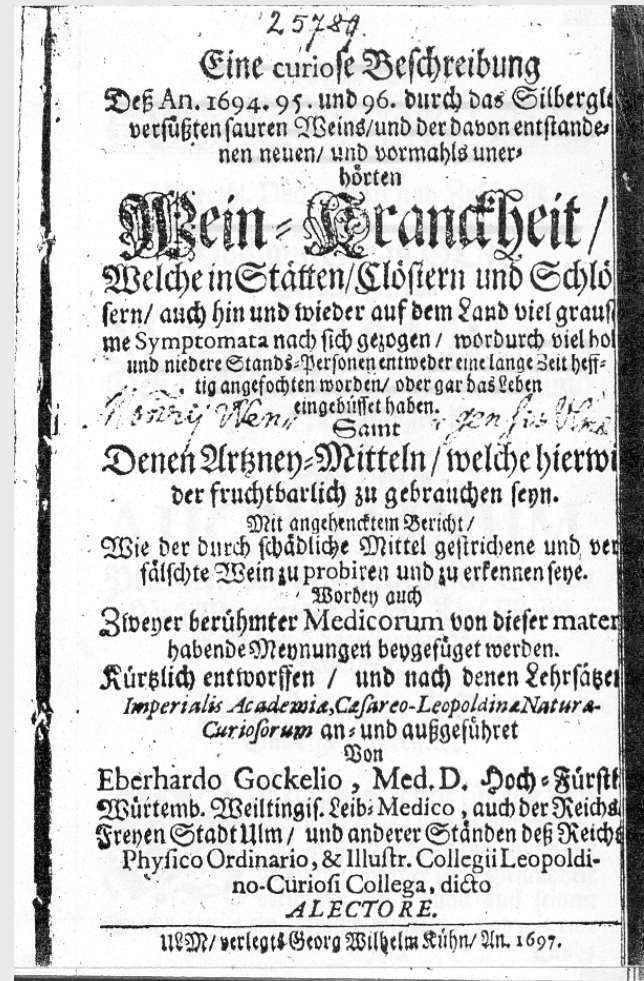 25789.
Eine curiose Beschreibung
Deß An. 1694. 95. und 96. durch das Silbergle
versüßten sauren Weins/und der davon entstande-
nen neuen/ und vormahls uner-
hörten
Wein-Kranckheit/
Welche in Stätten/Clöstern und Schlö
sern/ auch hin und wieder auf dem Land viel graus
me Symptomata nach sich gezogen/ wordurch viel hoh
und niedere Stands-Personen entweder eine lange Zeit heff-
tig angefochten worden/ oder gar das Leben
eingebüsset haben.
Samt
Denen Artzney-Mitteln/welche hierwi
der fruchtbarlich zu gebrauchen seyn.
Mit angehencktem Bericht/
Wie der durch schädliche Mittel gestrichene und ver
fälschte Wein zu probiren und zu erkennen seye.
Worbey auch
Zweyer berühmter Medicorum von dieser mater
habende Meynungen beygefüget werden.
Kürtzlich entworffen / und nach denen Lehrsätzen
Imperialis Academiæ, Cæsareo-Leopoldinæ Naturæ-
Curiosorum an- und außgeführet
Von
Eberhardo Gockelio, Med. D. Hoch-Fürstl
Würtemb. Weiltingis. Leib-Medico, auch der Reichs
Freyen Stadt Ulm/ und anderer Ständen deß Reichs
Physico Ordinario, & Illustr. Collegii Leopoldi-
no-Curiosi Collega, dicto
ALECTORE.
ULM/ verlegts Georg Wilhelm Kühn/ An. 1697.